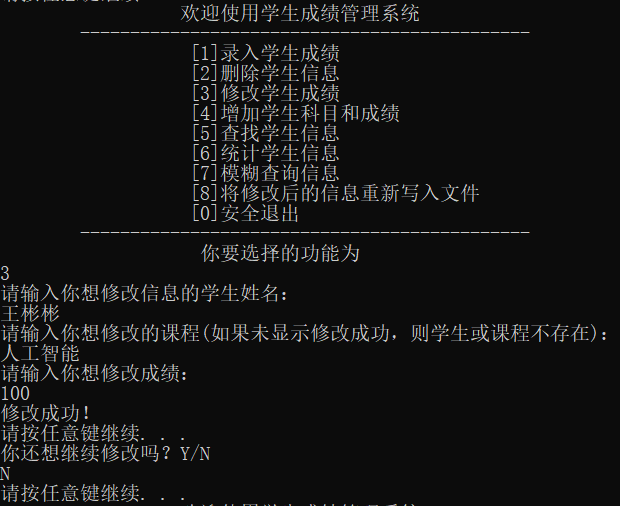 欢迎使用学生成绩管理系统
---------------------------------------------
[1]录入学生成绩
[2]删除学生信息
[3]修改学生成绩
[4]增加学生科目和成绩
[5]查找学生信息
[6]统计学生信息
[7]模糊查询信息
[8]将修改后的信息重新写入文件
[0]安全退出
---------------------------------------------
你要选择的功能为
3
请输入你想修改信息的学生姓名：
王彬彬
请输入你想修改的课程(如果未显示修改成功，则学生或课程不存在)：
人工智能
请输入你想修改成绩：
100
修改成功！
请按任意键继续. . .
你还想继续修改吗？Y/N
N
请按任意键继续. . .